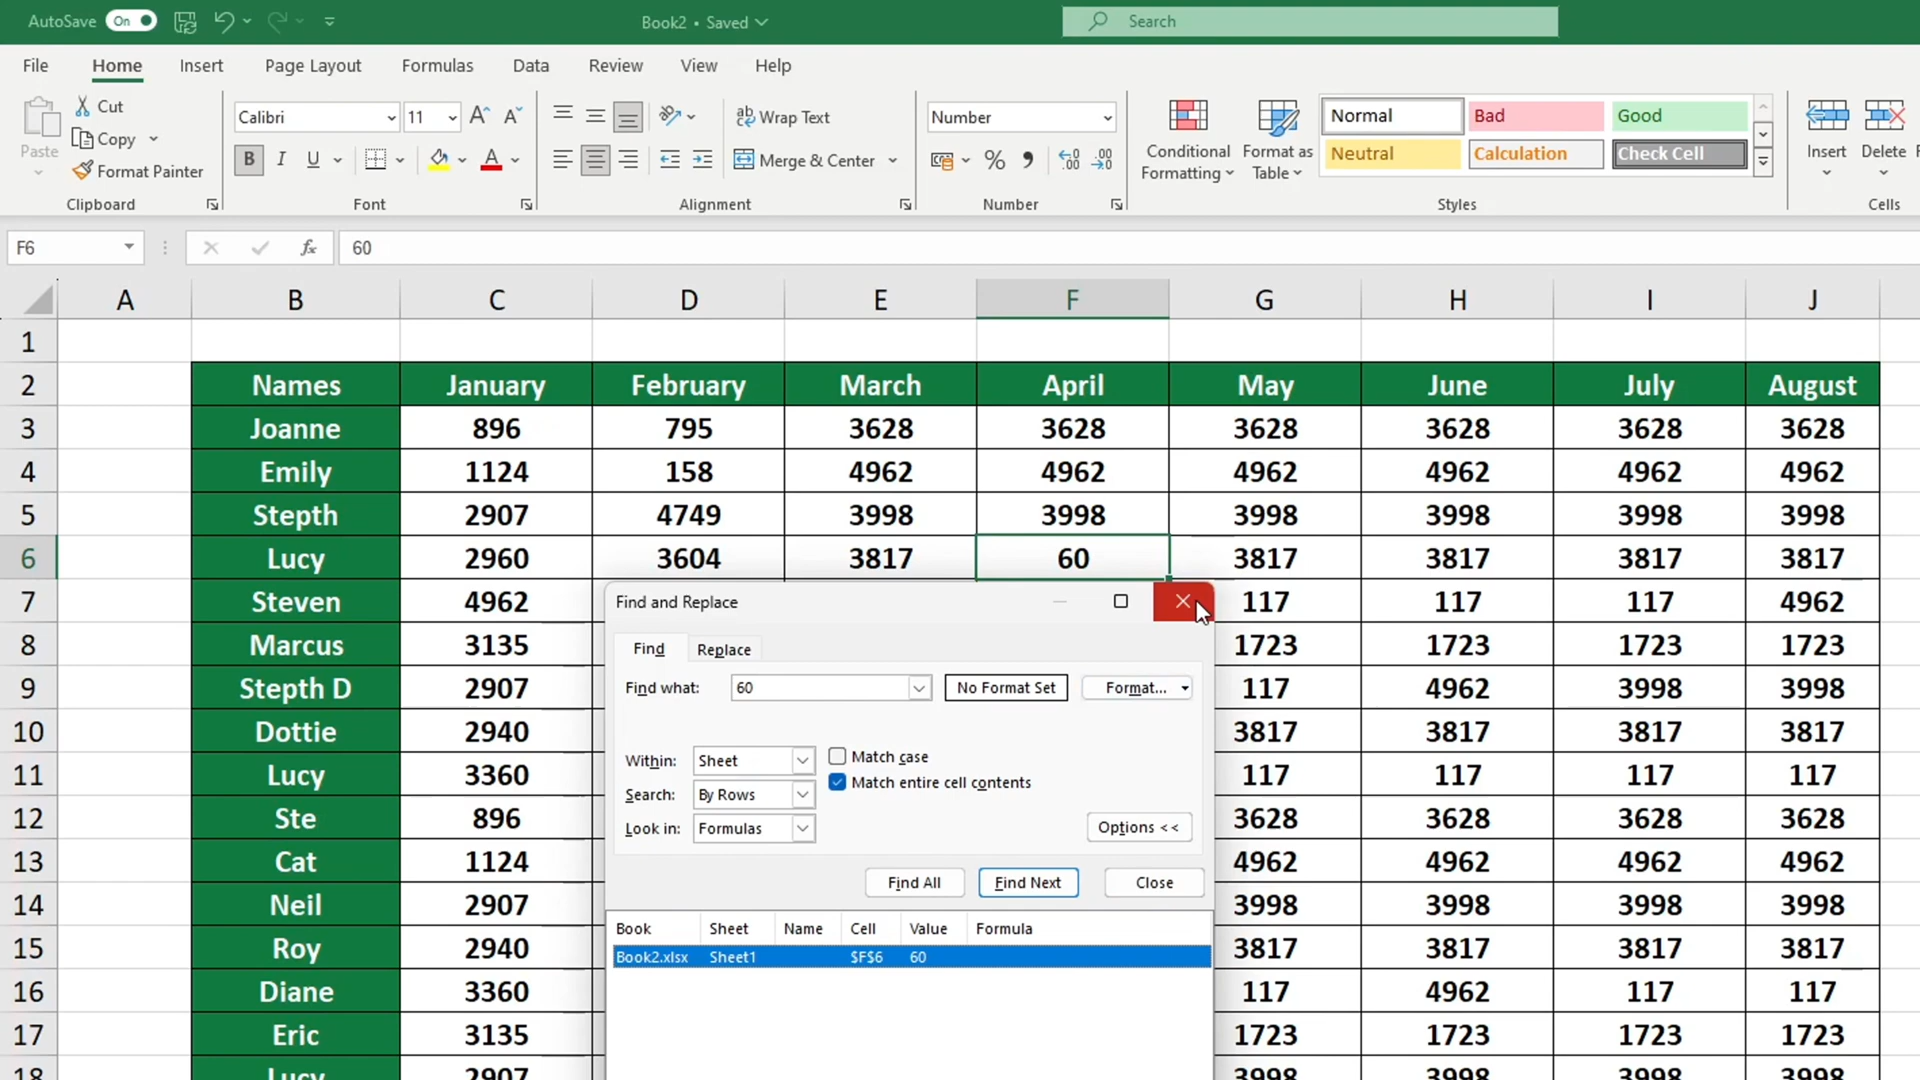 AutoSave On Book2 • Saved Search
File Home Insert Page Layout Formulas Data Review View Help
Paste Cut Copy Format Painter
Clipboard
Calibri 11
B I U A
Font
Wrap Text
Merge & Center
Alignment
Number
Number
Conditional Formatting
Format as Table
Normal Bad Good
Neutral Calculation Check Cell
Styles
Insert Delete
Cells
F6 fx 60
A B C D E F G H I J
1
2 Names January February March April May June July August
3 Joanne 896 795 3628 3628 3628 3628 3628 3628
4 Emily 1124 158 4962 4962 4962 4962 4962 4962
5 Stepth 2907 4749 3998 3998 3998 3998 3998 3998
6 Lucy 2960 3604 3817 60 3817 3817 3817 3817
7 Steven 4962 117 117 117 4962
8 Marcus 3135 1723 1723 1723 1723
9 Stepth D 2907 117 4962 3998 3998
10 Dottie 2940 3817 3817 3817 3817
11 Lucy 3360 117 117 117 117
12 Ste 896 3628 3628 3628 3628
13 Cat 1124 4962 4962 4962 4962
14 Neil 2907 3998 3998 3998 3998
15 Roy 2940 3817 3817 3817 3817
16 Diane 3360 117 4962 117 117
17 Eric 3135 1723 1723 1723 1723
18 Lucy 2907 3998 3998 3998 3998
Find and Replace
Find Replace
Find what: 60 No Format Set Format...
Within: Sheet Match case
Match entire cell contents
Search: By Rows
Look in: Formulas Options <<
Find All Find Next Close
Book Sheet Name Cell Value Formula
Book2.xlsx Sheet1 $F$6 60